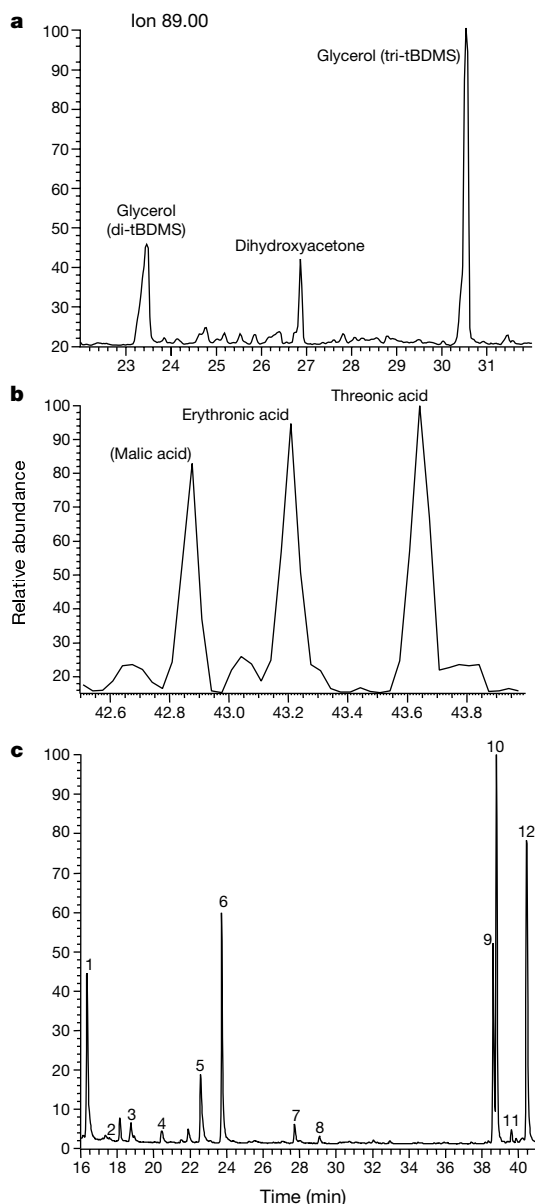 a
Ion 89.00
100
90
80
70
60
50
40
30
20
Glycerol
(di-tBDMS)
Dihydroxyacetone
Glycerol (tri-tBDMS)
23 24 25 26 27 28 29 30 31
b
Relative abundance
100
90
80
70
60
50
40
30
20
(Malic acid)
Erythronic acid
Threonic acid
42.6 42.8 43.0 43.2 43.4 43.6 43.8
c
100
90
80
70
60
50
40
30
20
10
0
1
2
3
4
5
6
7
8
9
10
11
12
16 18 20 22 24 26 28 30 32 34 36 38 40
Time (min)